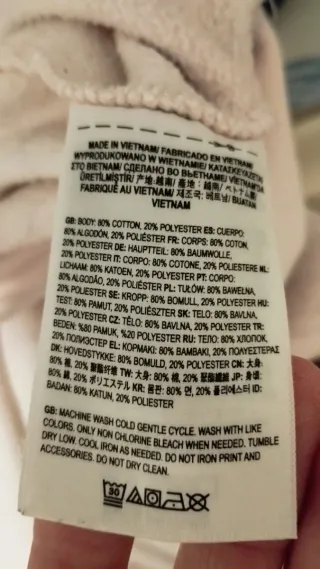 MADE IN VIETNAM/ FABRICADO EN VIETNAM/
WYPRODUKOWANO W WIETNAMIE/ ΚΑΤΑΣΚΕΥΑΖΕΤΑΙ
ΣΤΟ ΒΙΕΤΝΑΜ/ СДЕЛАНО ВО ВЬЕТНАМЕ/ VIETNAM'DA
ÜRETİLMİŞTİR/ 产地:越南/ 產地:越南/ ベトナム製/
FABRIQUÉ AU VIETNAM/ 제조국: 베트남/ BUATAN
VIETNAM
GB: BODY: 80% COTTON, 20% POLYESTER ES: CUERPO:
80% ALGODÓN, 20% POLIÉSTER FR: CORPS: 80% COTON,
20% POLYESTER DE: HAUPTTEIL: 80% BAUMWOLLE,
20% POLYESTER IT: CORPO: 80% COTONE, 20% POLIESTERE NL:
LICHAAM: 80% KATOEN, 20% POLYESTER PT: CORPO:
80% ALGODÃO, 20% POLIÉSTER PL: TUŁÓW: 80% BAWEŁNA,
20% POLIESTER SE: KROPP: 80% BOMULL, 20% POLYESTER HU:
TEST: 80% PAMUT, 20% POLIÉSZTER SK: TELO: 80% BAVLNA,
20% POLYESTER CZ: TĚLO: 80% BAVLNA, 20% POLYESTER TR:
BEDEN: %80 PAMUK, %20 POLYESTER RU: ТЕЛО: 80% ХЛОПОК,
20% ПОЛИЭСТЕР EL: ΚΟΡΜΑΚΙ: 80% ΒΑΜΒΑΚΙ, 20% ΠΟΛΥΕΣΤΕΡΑΣ
DK: HOVEDSTYKKE: 80% BOMULD, 20% POLYESTER CN: 大身:
80% 棉, 20% 聚酯纤维 TW: 大身: 80% 棉, 20% 聚酯纖維 JP: 身頃:
80% 綿, 20% ポリエステル KR: 몸판: 80% 면, 20% 폴리에스터 ID:
BADAN: 80% KATUN, 20% POLIESTER
GB: MACHINE WASH COLD GENTLE CYCLE. WASH WITH LIKE
COLORS. ONLY NON CHLORINE BLEACH WHEN NEEDED. TUMBLE
DRY LOW. COOL IRON AS NEEDED. DO NOT IRON PRINT AND
ACCESSORIES. DO NOT DRY CLEAN.
30